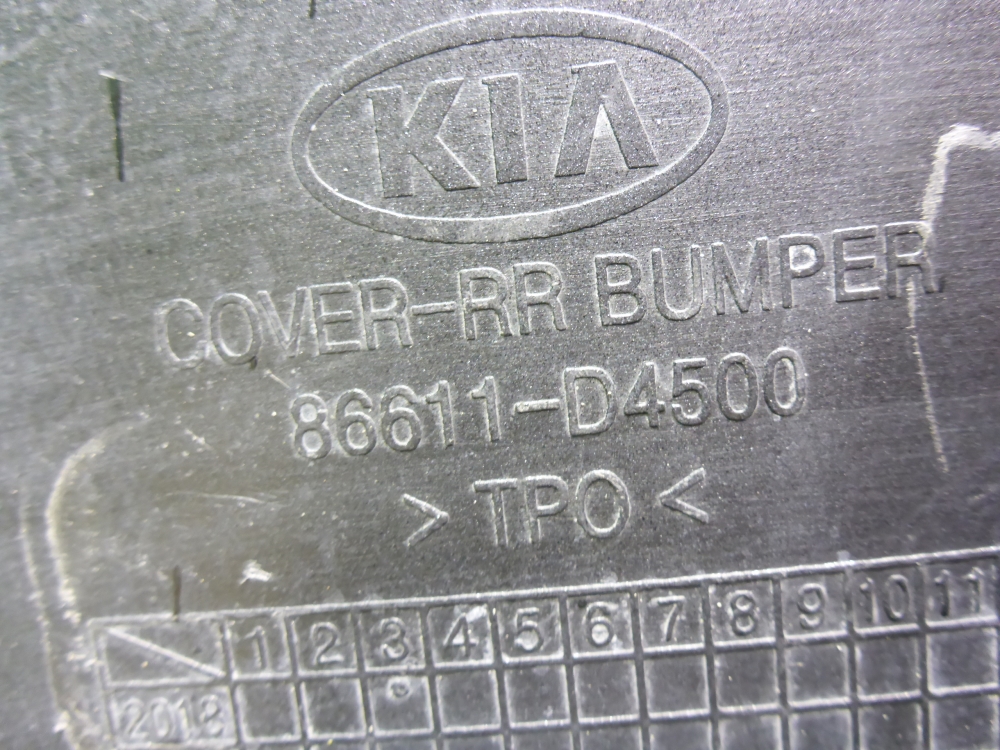 KIA
COVER-RR BUMPER
86611-D4500
> TPO <
1 2 3 4 5 6 7 8 9 10 11
2018